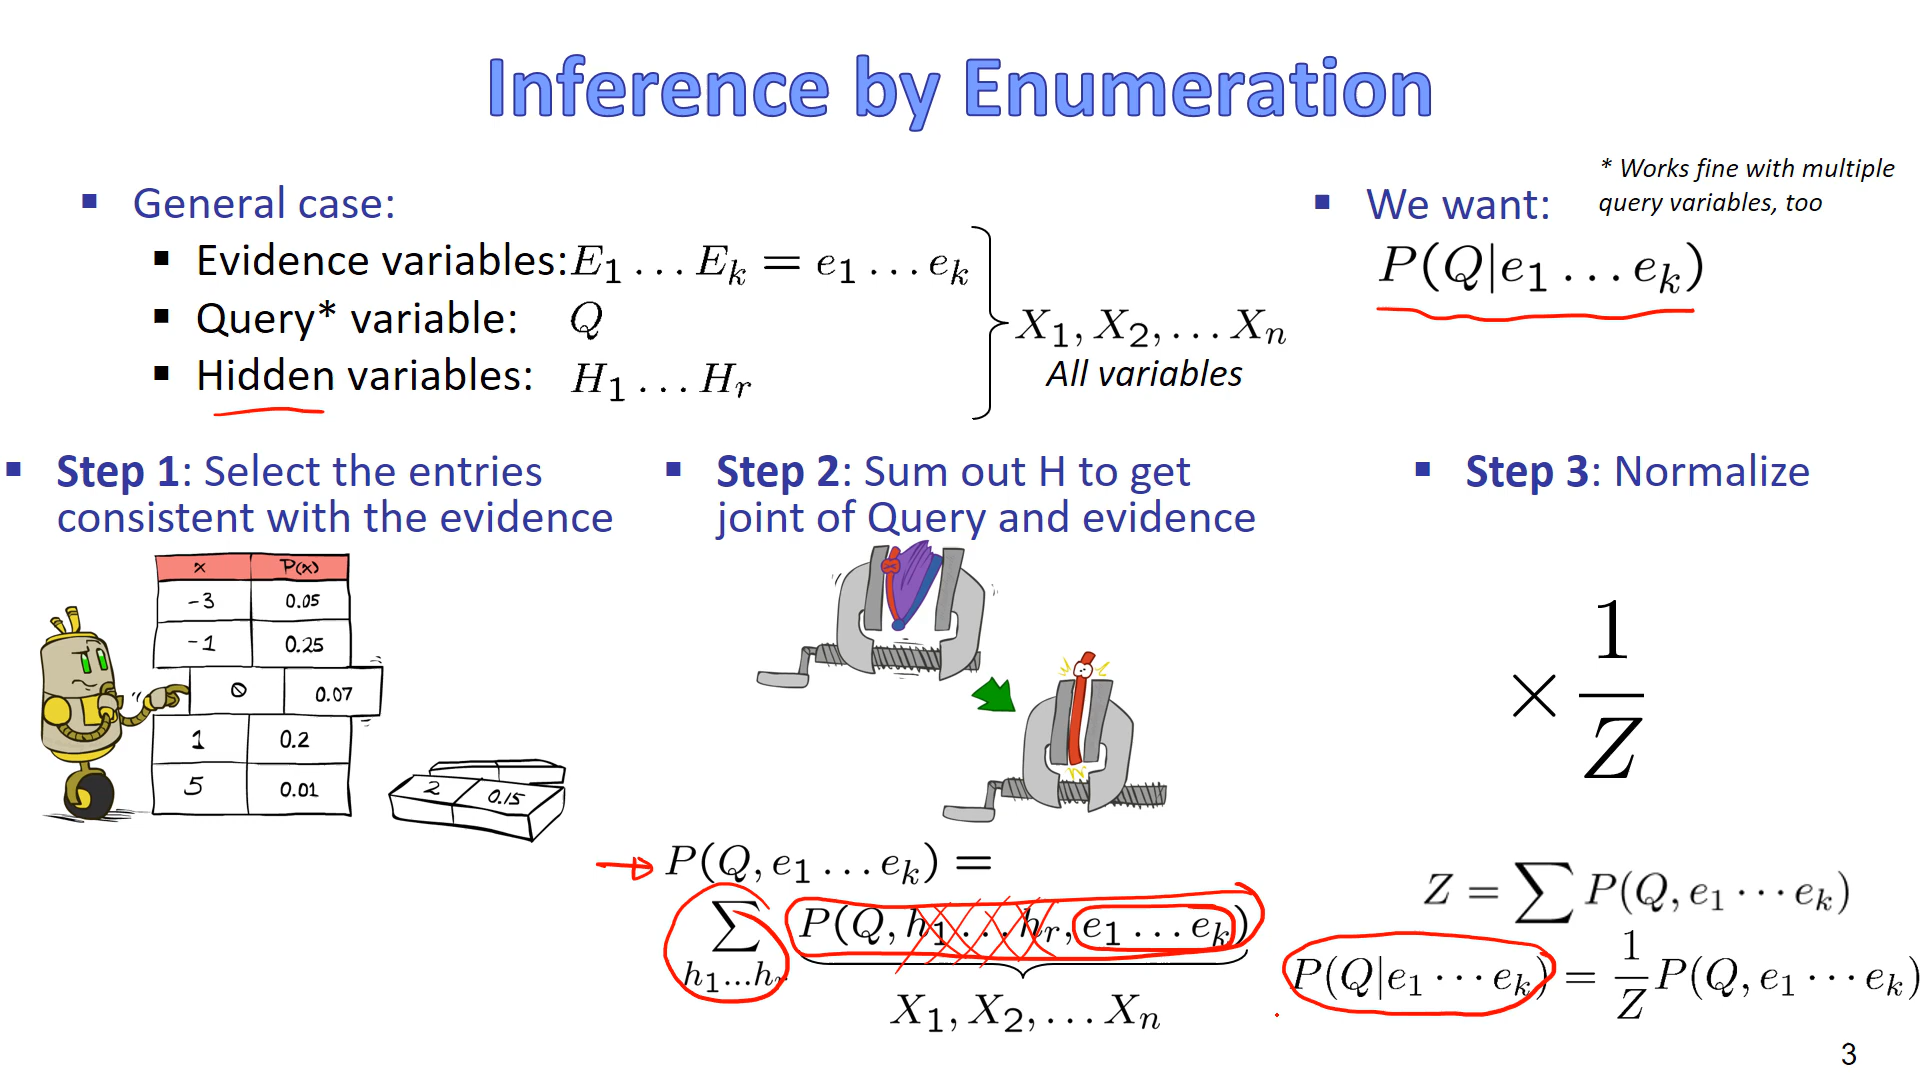 Inference by Enumeration
* Works fine with multiple
query variables, too
▪ General case:
▪ Evidence variables: E₁ … Eₖ = e₁ … eₖ
▪ Query* variable: Q
▪ Hidden variables: H₁ … Hᵣ
X₁, X₂, … Xₙ
All variables
▪ We want:
P(Q|e₁ … eₖ)
▪ Step 1: Select the entries
consistent with the evidence
x P(x)
-3 0.05
-1 0.25
0 0.07
1 0.2
5 0.01
2 0.15
▪ Step 2: Sum out H to get
joint of Query and evidence
P(Q, e₁ … eₖ) =
∑ P(Q, h₁ … hᵣ, e₁ … eₖ)
h₁…hᵣ
X₁, X₂, … Xₙ
▪ Step 3: Normalize
× 1/Z
Z = ∑ P(Q, e₁ ⋯ eₖ)
P(Q|e₁ ⋯ eₖ) = 1/Z P(Q, e₁ ⋯ eₖ)
3